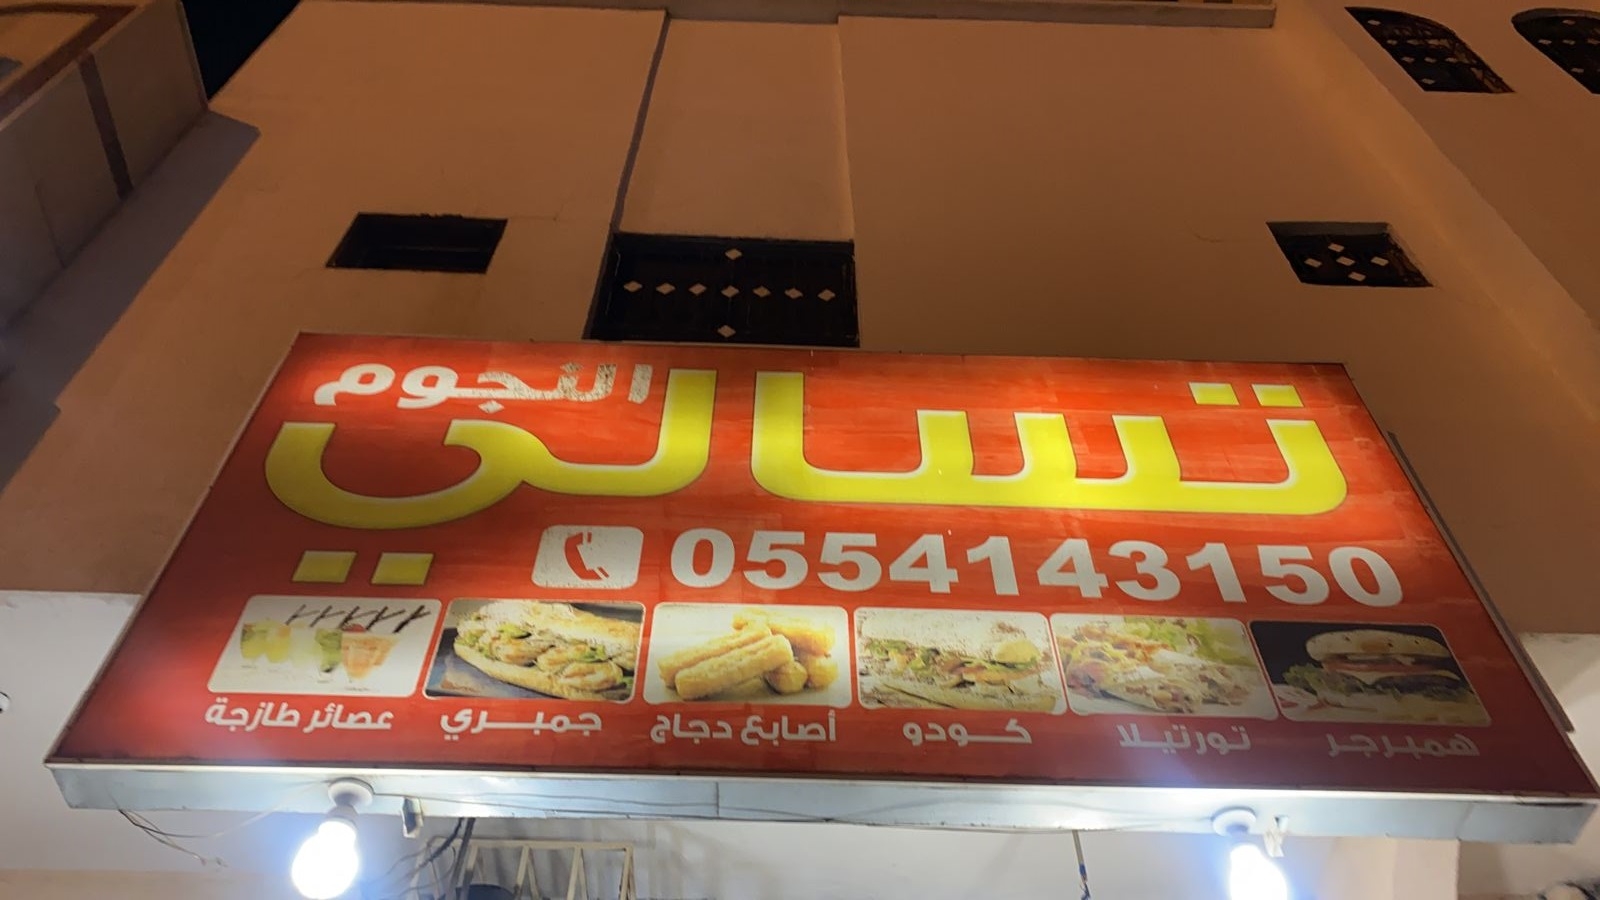 تسالي النجوم
0554143150
همبرجر تورتيلا كودو أصابع دجاج جمبري عصائر طازجة